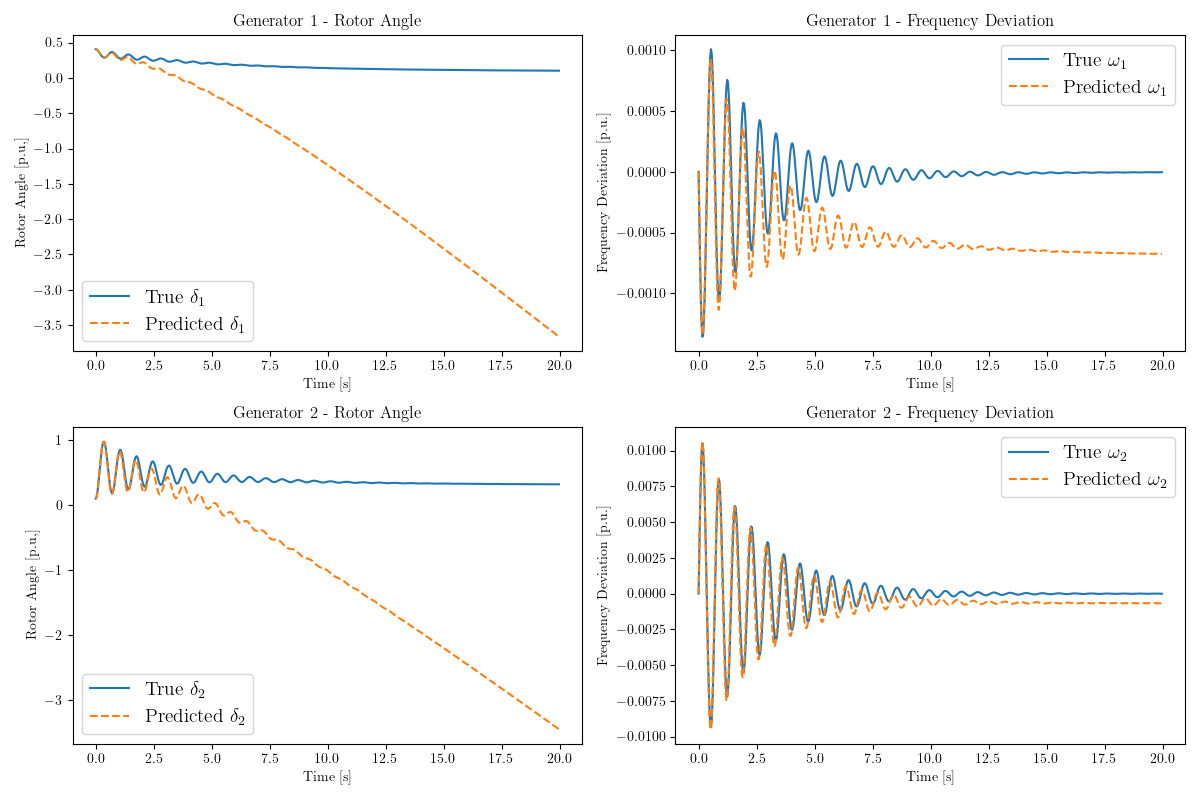 Generator 1 - Rotor Angle
Rotor Angle [p.u,]
0.5
0.0
−0.5
−1.0
−1.5
−2.0
−2.5
−3.0
−3.5
True δ₁
Predicted δ₁
0.0 2.5 5.0 7.5 10.0 12.5 15.0 17.5 20.0
Time [s]
Generator 1 - Frequency Deviation
Frequency Deviation [p.u.]
0.0010
0.0005
0.0000
−0.0005
−0.0010
True ω₁
Predicted ω₁
0.0 2.5 5.0 7.5 10.0 12.5 15.0 17.5 20.0
Time [s]
Generator 2 - Rotor Angle
Rotor Angle [p.u,]
1
0
−1
−2
−3
True δ₂
Predicted δ₂
0.0 2.5 5.0 7.5 10.0 12.5 15.0 17.5 20.0
Time [s]
Generator 2 - Frequency Deviation
Frequency Deviation [p.u.]
0.0100
0.0075
0.0050
0.0025
0.0000
−0.0025
−0.0050
−0.0075
−0.0100
True ω₂
Predicted ω₂
0.0 2.5 5.0 7.5 10.0 12.5 15.0 17.5 20.0
Time [s]